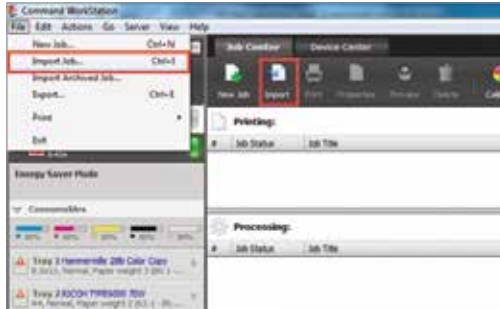 Command WorkStation
File Edit Actions Go Server View Help
New Job... Ctrl+N
Import Job... Ctrl+I
Import Archived Job...
Export... Ctrl+E
Print
Exit
Job Center Device Center
New Job Import Print Properties Preview Delete
Printing:
# Job Status Job Title
Energy Saver Mode
Consumables
Processing:
# Job Status Job Title
Tray 1 Hammermill 28lb Color Copy
Tray 2 RICOH